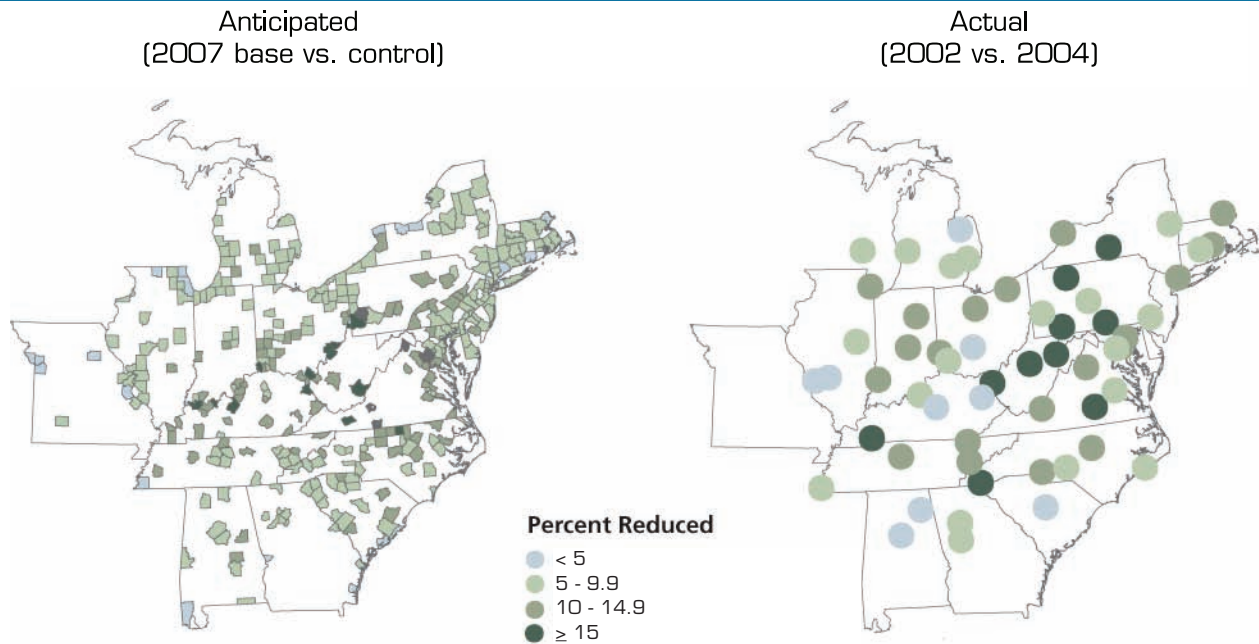 Anticipated
(2007 base vs. control)
Actual
(2002 vs. 2004)
Percent Reduced
< 5
5 - 9.9
10 - 14.9
≥ 15